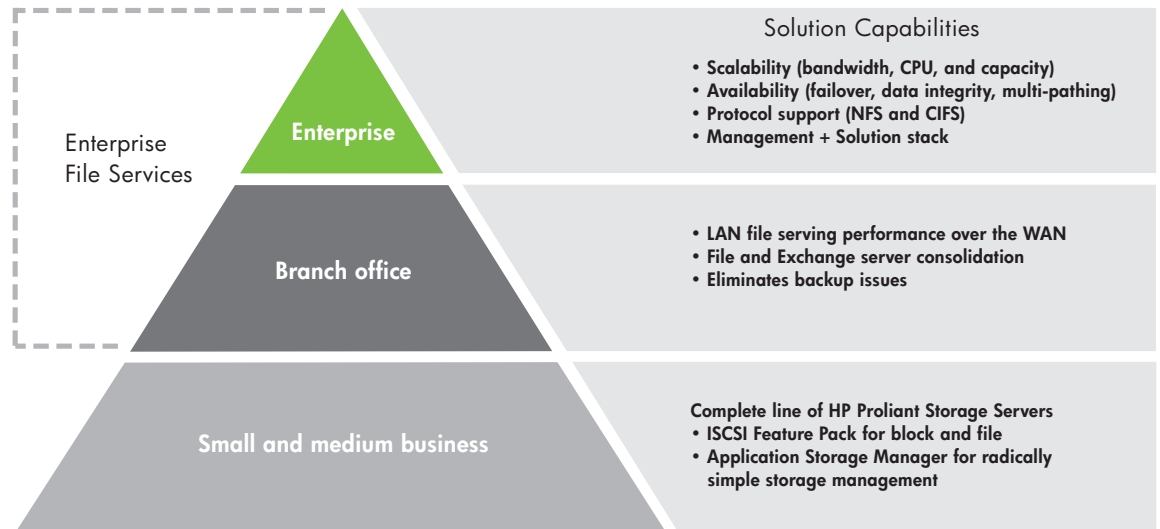 Solution Capabilities
• Scalability (bandwidth, CPU, and capacity)
• Availability (failover, data integrity, multi-pathing)
• Protocol support (NFS and CIFS)
• Management + Solution stack
Enterprise
Enterprise
File Services
Branch office
• LAN file serving performance over the WAN
• File and Exchange server consolidation
• Eliminates backup issues
Small and medium business
Complete line of HP Proliant Storage Servers
• ISCSI Feature Pack for block and file
• Application Storage Manager for radically
simple storage management